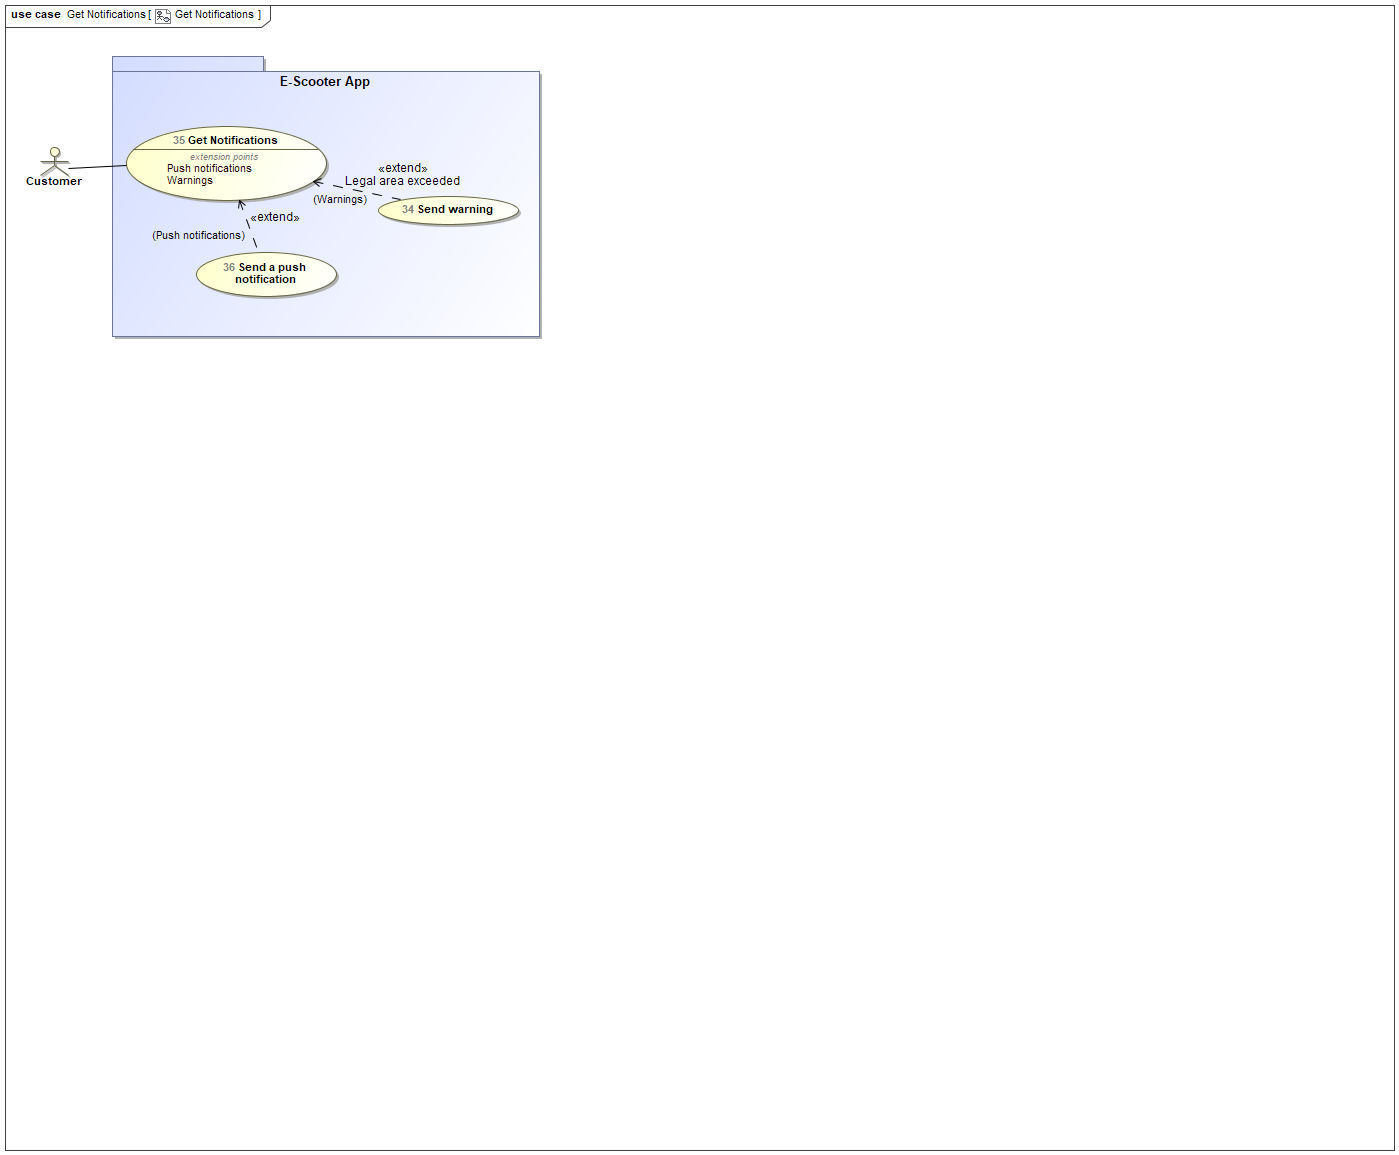 use case Get Notifications [ Get Notifications ]
E-Scooter App
35 Get Notifications
extension points
Push notifications
Warnings
Customer
«extend»
Legal area exceeded
(Warnings)
34 Send warning
«extend»
(Push notifications)
36 Send a push
notification